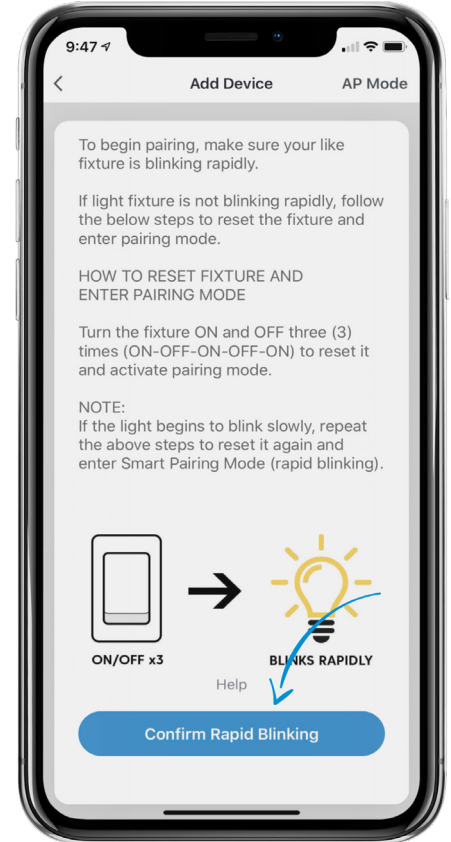 9:47
Add Device
AP Mode
To begin pairing, make sure your like
fixture is blinking rapidly.
If light fixture is not blinking rapidly, follow
the below steps to reset the fixture and
enter pairing mode.
HOW TO RESET FIXTURE AND
ENTER PAIRING MODE
Turn the fixture ON and OFF three (3)
times (ON-OFF-ON-OFF-ON) to reset it
and activate pairing mode.
NOTE:
If the light begins to blink slowly, repeat
the above steps to reset it again and
enter Smart Pairing Mode (rapid blinking).
ON/OFF x3
BLINKS RAPIDLY
Help
Confirm Rapid Blinking